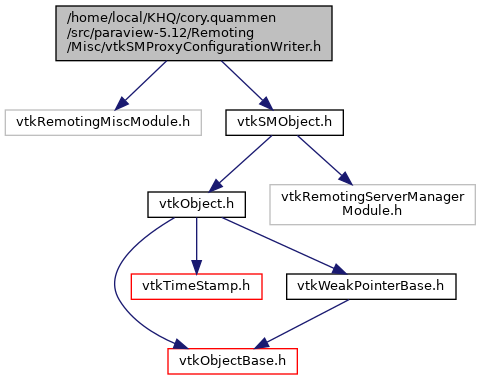 /home/local/KHQ/cory.quammen
/src/paraview-5.12/Remoting
/Misc/vtkSMProxyConfigurationWriter.h
vtkRemotingMiscModule.h
vtkSMObject.h
vtkObject.h
vtkRemotingServerManager
Module.h
vtkTimeStamp.h
vtkWeakPointerBase.h
vtkObjectBase.h